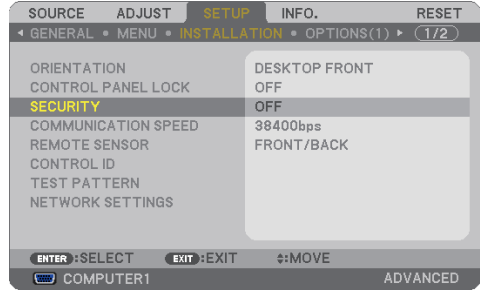 SOURCE ADJUST SETUP INFO. RESET
◀ GENERAL ● MENU ● INSTALLATION ● OPTIONS(1) ▶ 1/2
ORIENTATION DESKTOP FRONT
CONTROL PANEL LOCK OFF
SECURITY OFF
COMMUNICATION SPEED 38400bps
REMOTE SENSOR FRONT/BACK
CONTROL ID
TEST PATTERN
NETWORK SETTINGS
ENTER :SELECT EXIT :EXIT ⬍:MOVE
COMPUTER1 ADVANCED